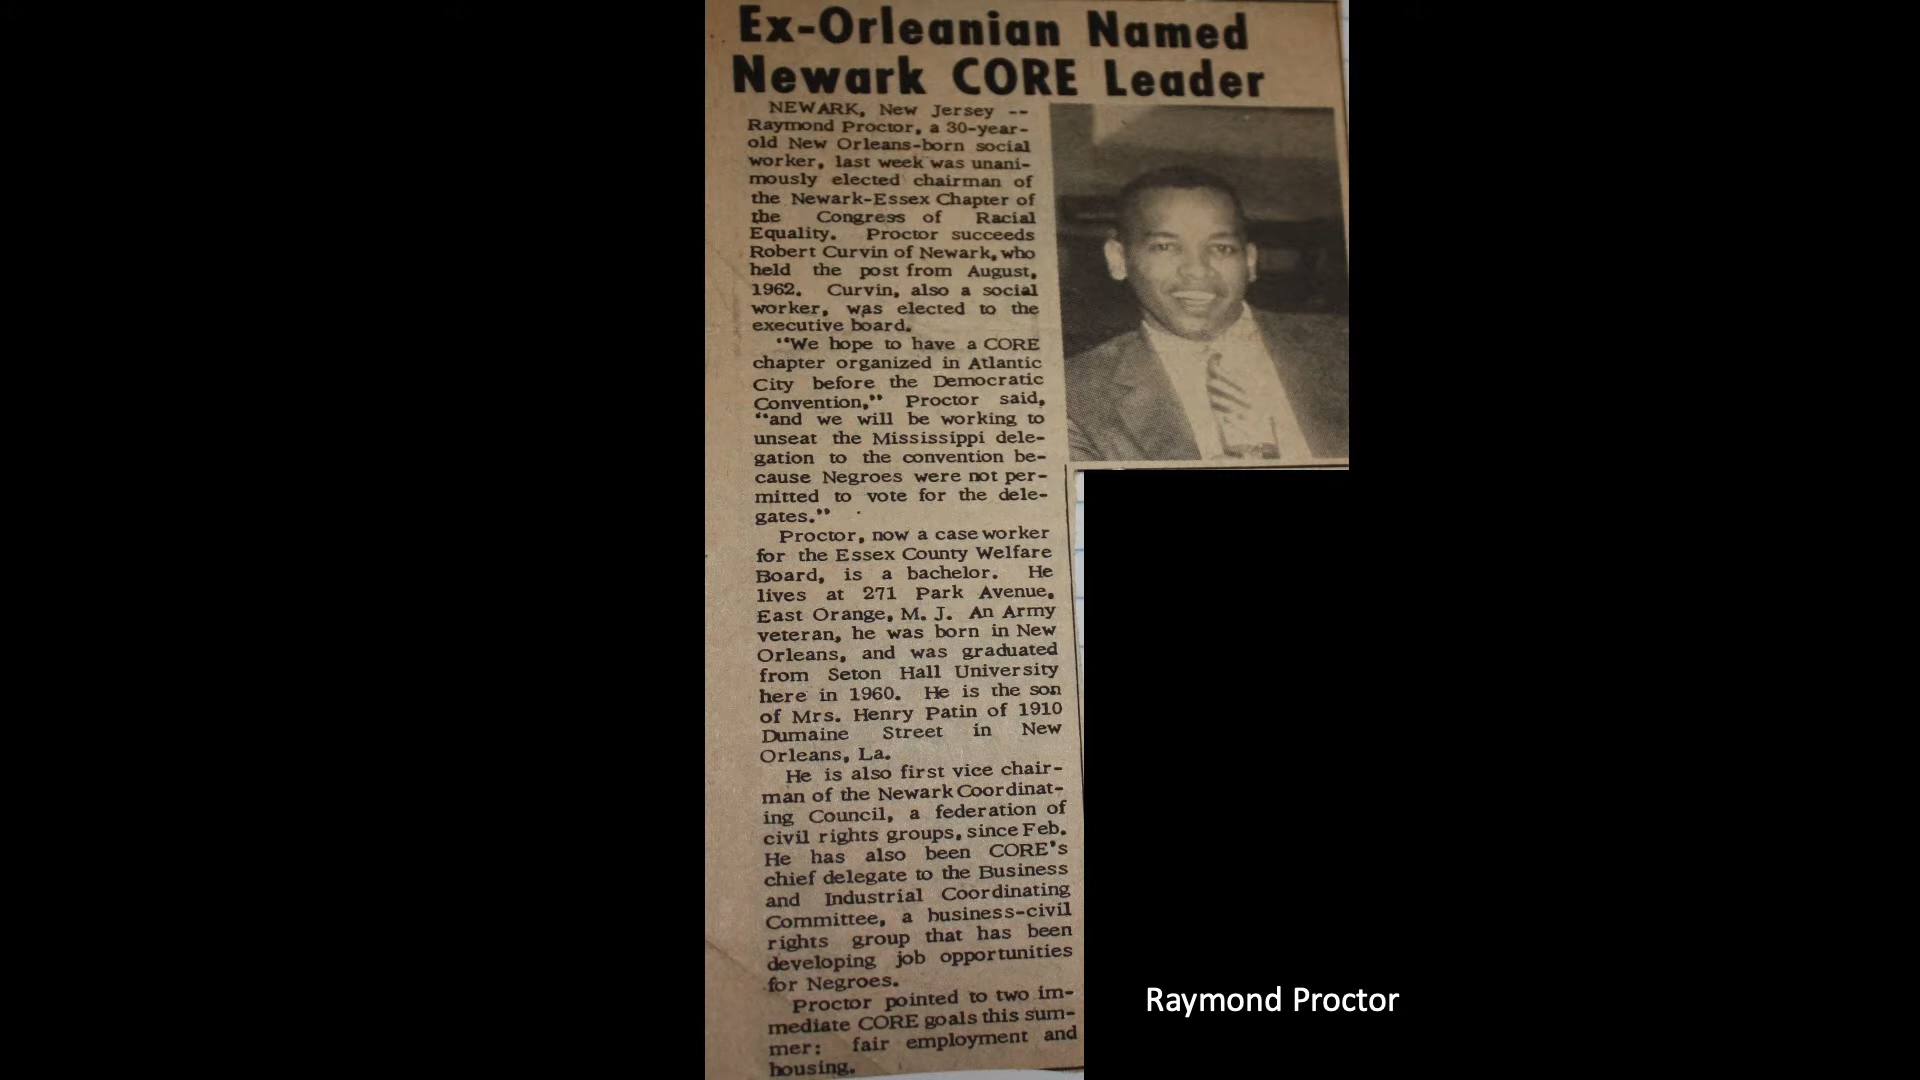 Ex-Orleanian Named
Newark CORE Leader
NEWARK, New Jersey --
Raymond Proctor, a 30-year-
old New Orleans-born social
worker, last week was unani-
mously elected chairman of
the Newark-Essex Chapter of
the Congress of Racial
Equality. Proctor succeeds
Robert Curvin of Newark, who
held the post from August,
1962. Curvin, also a social
worker, was elected to the
executive board.
"We hope to have a CORE
chapter organized in Atlantic
City before the Democratic
Convention," Proctor said,
"and we will be working to
unseat the Mississippi dele-
gation to the convention be-
cause Negroes were not per-
mitted to vote for the dele-
gates."
Proctor, now a case worker
for the Essex County Welfare
Board, is a bachelor. He
lives at 271 Park Avenue,
East Orange, M. J. An Army
veteran, he was born in New
Orleans, and was graduated
from Seton Hall University
here in 1960. He is the son
of Mrs. Henry Patin of 1910
Dumaine Street in New
Orleans, La.
He is also first vice chair-
man of the Newark Coordinat-
ing Council, a federation of
civil rights groups, since Feb.
He has also been CORE's
chief delegate to the Business
and Industrial Coordinating
Committee, a business-civil
rights group that has been
developing job opportunities
for Negroes.
Proctor pointed to two im-
mediate CORE goals this sum-
mer: fair employment and
housing.
Raymond Proctor